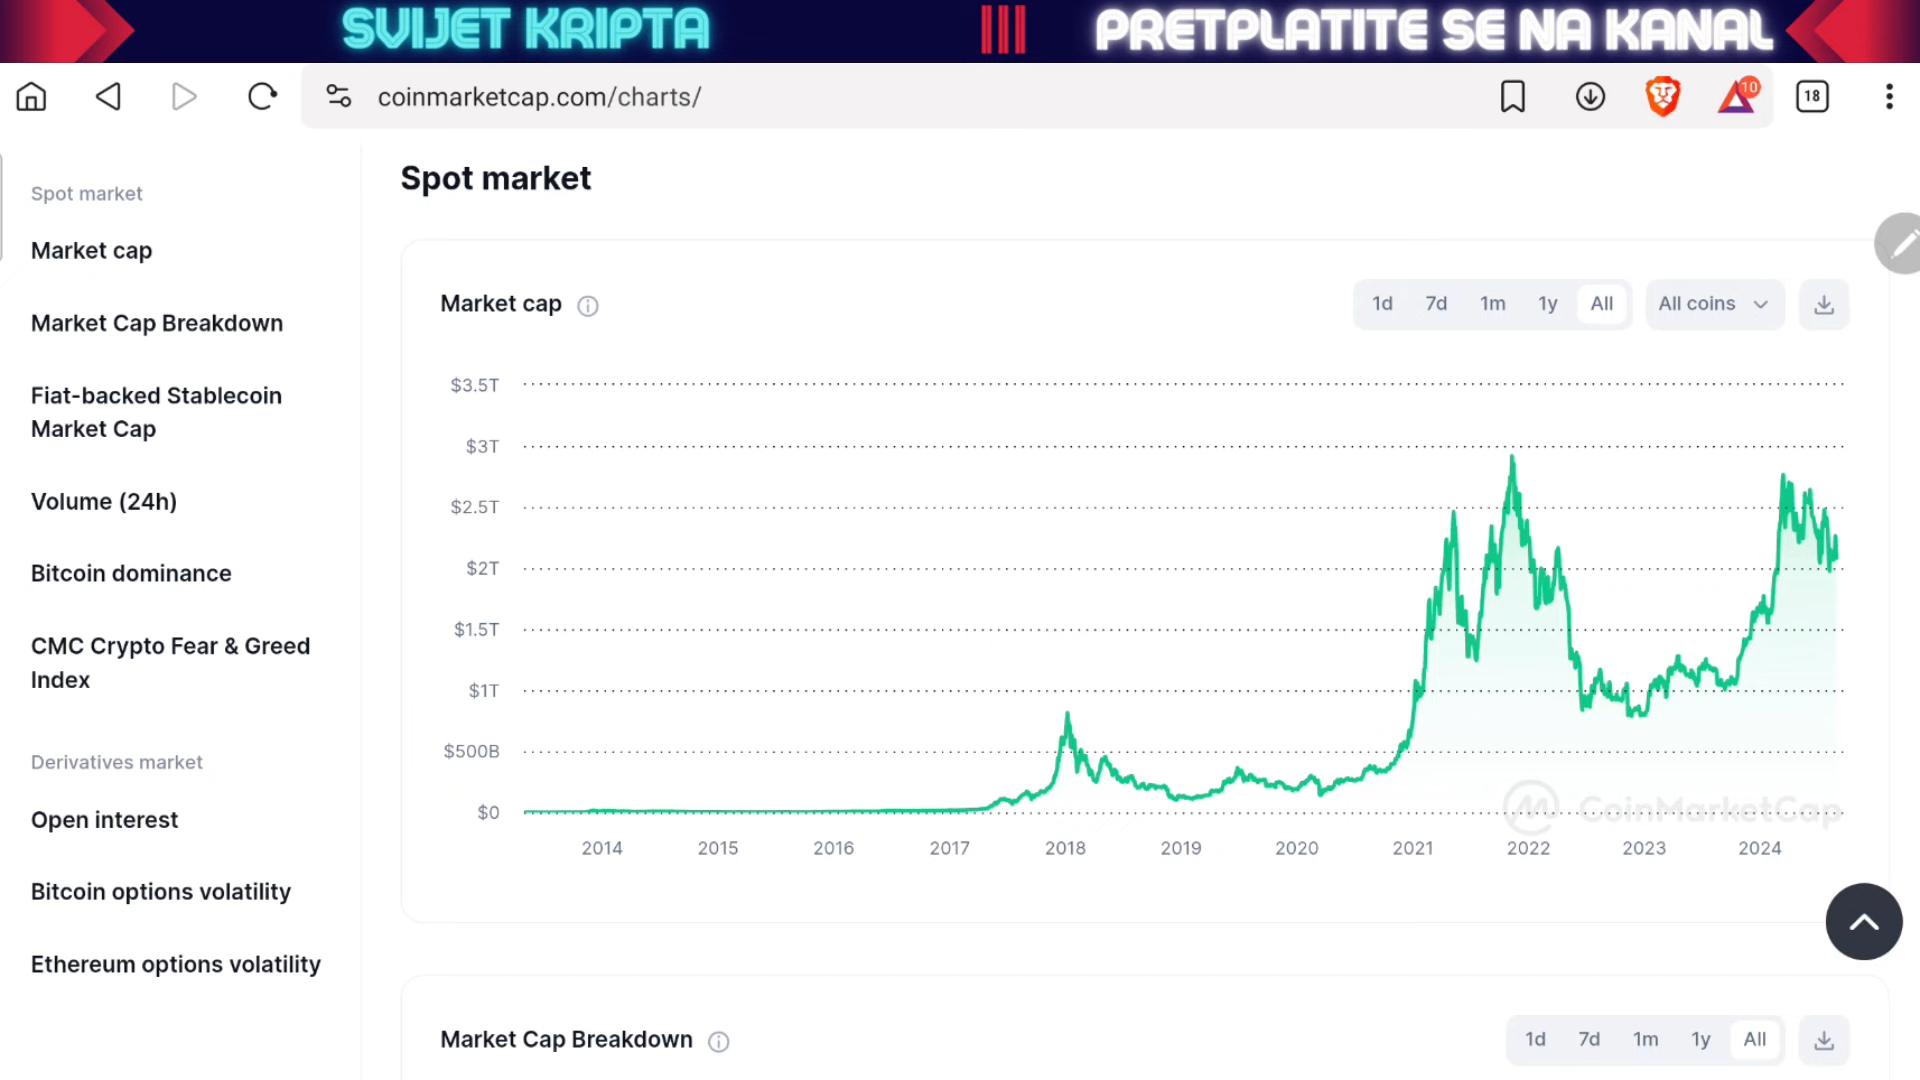 SVIJET KRIPTA
PRETPLATITE SE NA KANAL
coinmarketcap.com/charts/
10
18
Spot market
Market cap
Market Cap Breakdown
Fiat-backed Stablecoin
Market Cap
Volume (24h)
Bitcoin dominance
CMC Crypto Fear & Greed
Index
Derivatives market
Open interest
Bitcoin options volatility
Ethereum options volatility
Spot market
Market cap
1d 7d 1m 1y All
All coins
$3.5T
$3T
$2.5T
$2T
$1.5T
$1T
$500B
$0
2014 2015 2016 2017 2018 2019 2020 2021 2022 2023 2024
CoinMarketCap
Market Cap Breakdown
1d 7d 1m 1y All